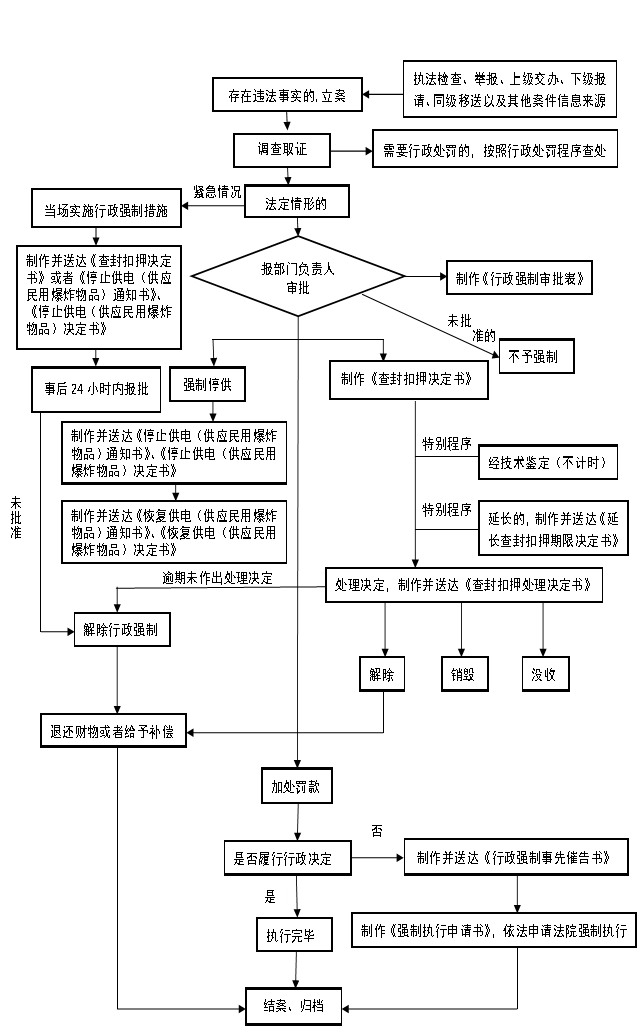 执法检查、举报、上级交办、下级报
请、同级移送以及其他案件信息来源
存在违法事实的,立案
调查取证
需要行政处罚的，按照行政处罚程序查处
紧急情况
法定情形的
当场实施行政强制措施
报部门负责人
审批
制作《行政强制审批表》
制作并送达《查封扣押决定
书》或者《停止供电（供应
民用爆炸物品）通知书》、
《停止供电（供应民用爆炸
物品）决定书》
未批
准的
不予强制
事后24小时内报批
强制停供
制作《查封扣押决定书》
制作并送达《停止供电（供应民用爆炸
物品）通知书》、《停止供电（供应民用
爆炸物品）决定书》
特别程序
经技术鉴定（不计时）
未
批
准
制作并送达《恢复供电（供应民用爆炸
物品）通知书》、《恢复供电（供应民用
爆炸物品）决定书》
特别程序
延长的，制作并送达《延
长查封扣押期限决定书》
逾期未作出处理决定
处理决定，制作并送达《查封扣押处理决定书》
解除行政强制
解除
销毁
没收
退还财物或者给予补偿
加处罚款
是否履行行政决定
否
制作并送达《行政强制事先催告书》
是
执行完毕
制作《强制执行申请书》，依法申请法院强制执行
结案、归档